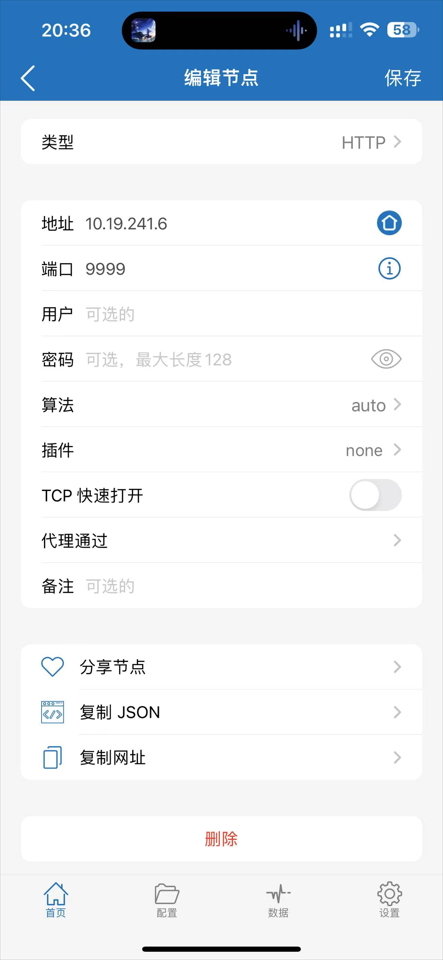 20:36
58
编辑节点
保存
类型 HTTP
地址 10.19.241.6
端口 9999
用户 可选的
密码 可选，最大长度128
算法 auto
插件 none
TCP 快速打开
代理通过
备注 可选的
分享节点
复制 JSON
复制网址
删除
首页 配置 数据 设置